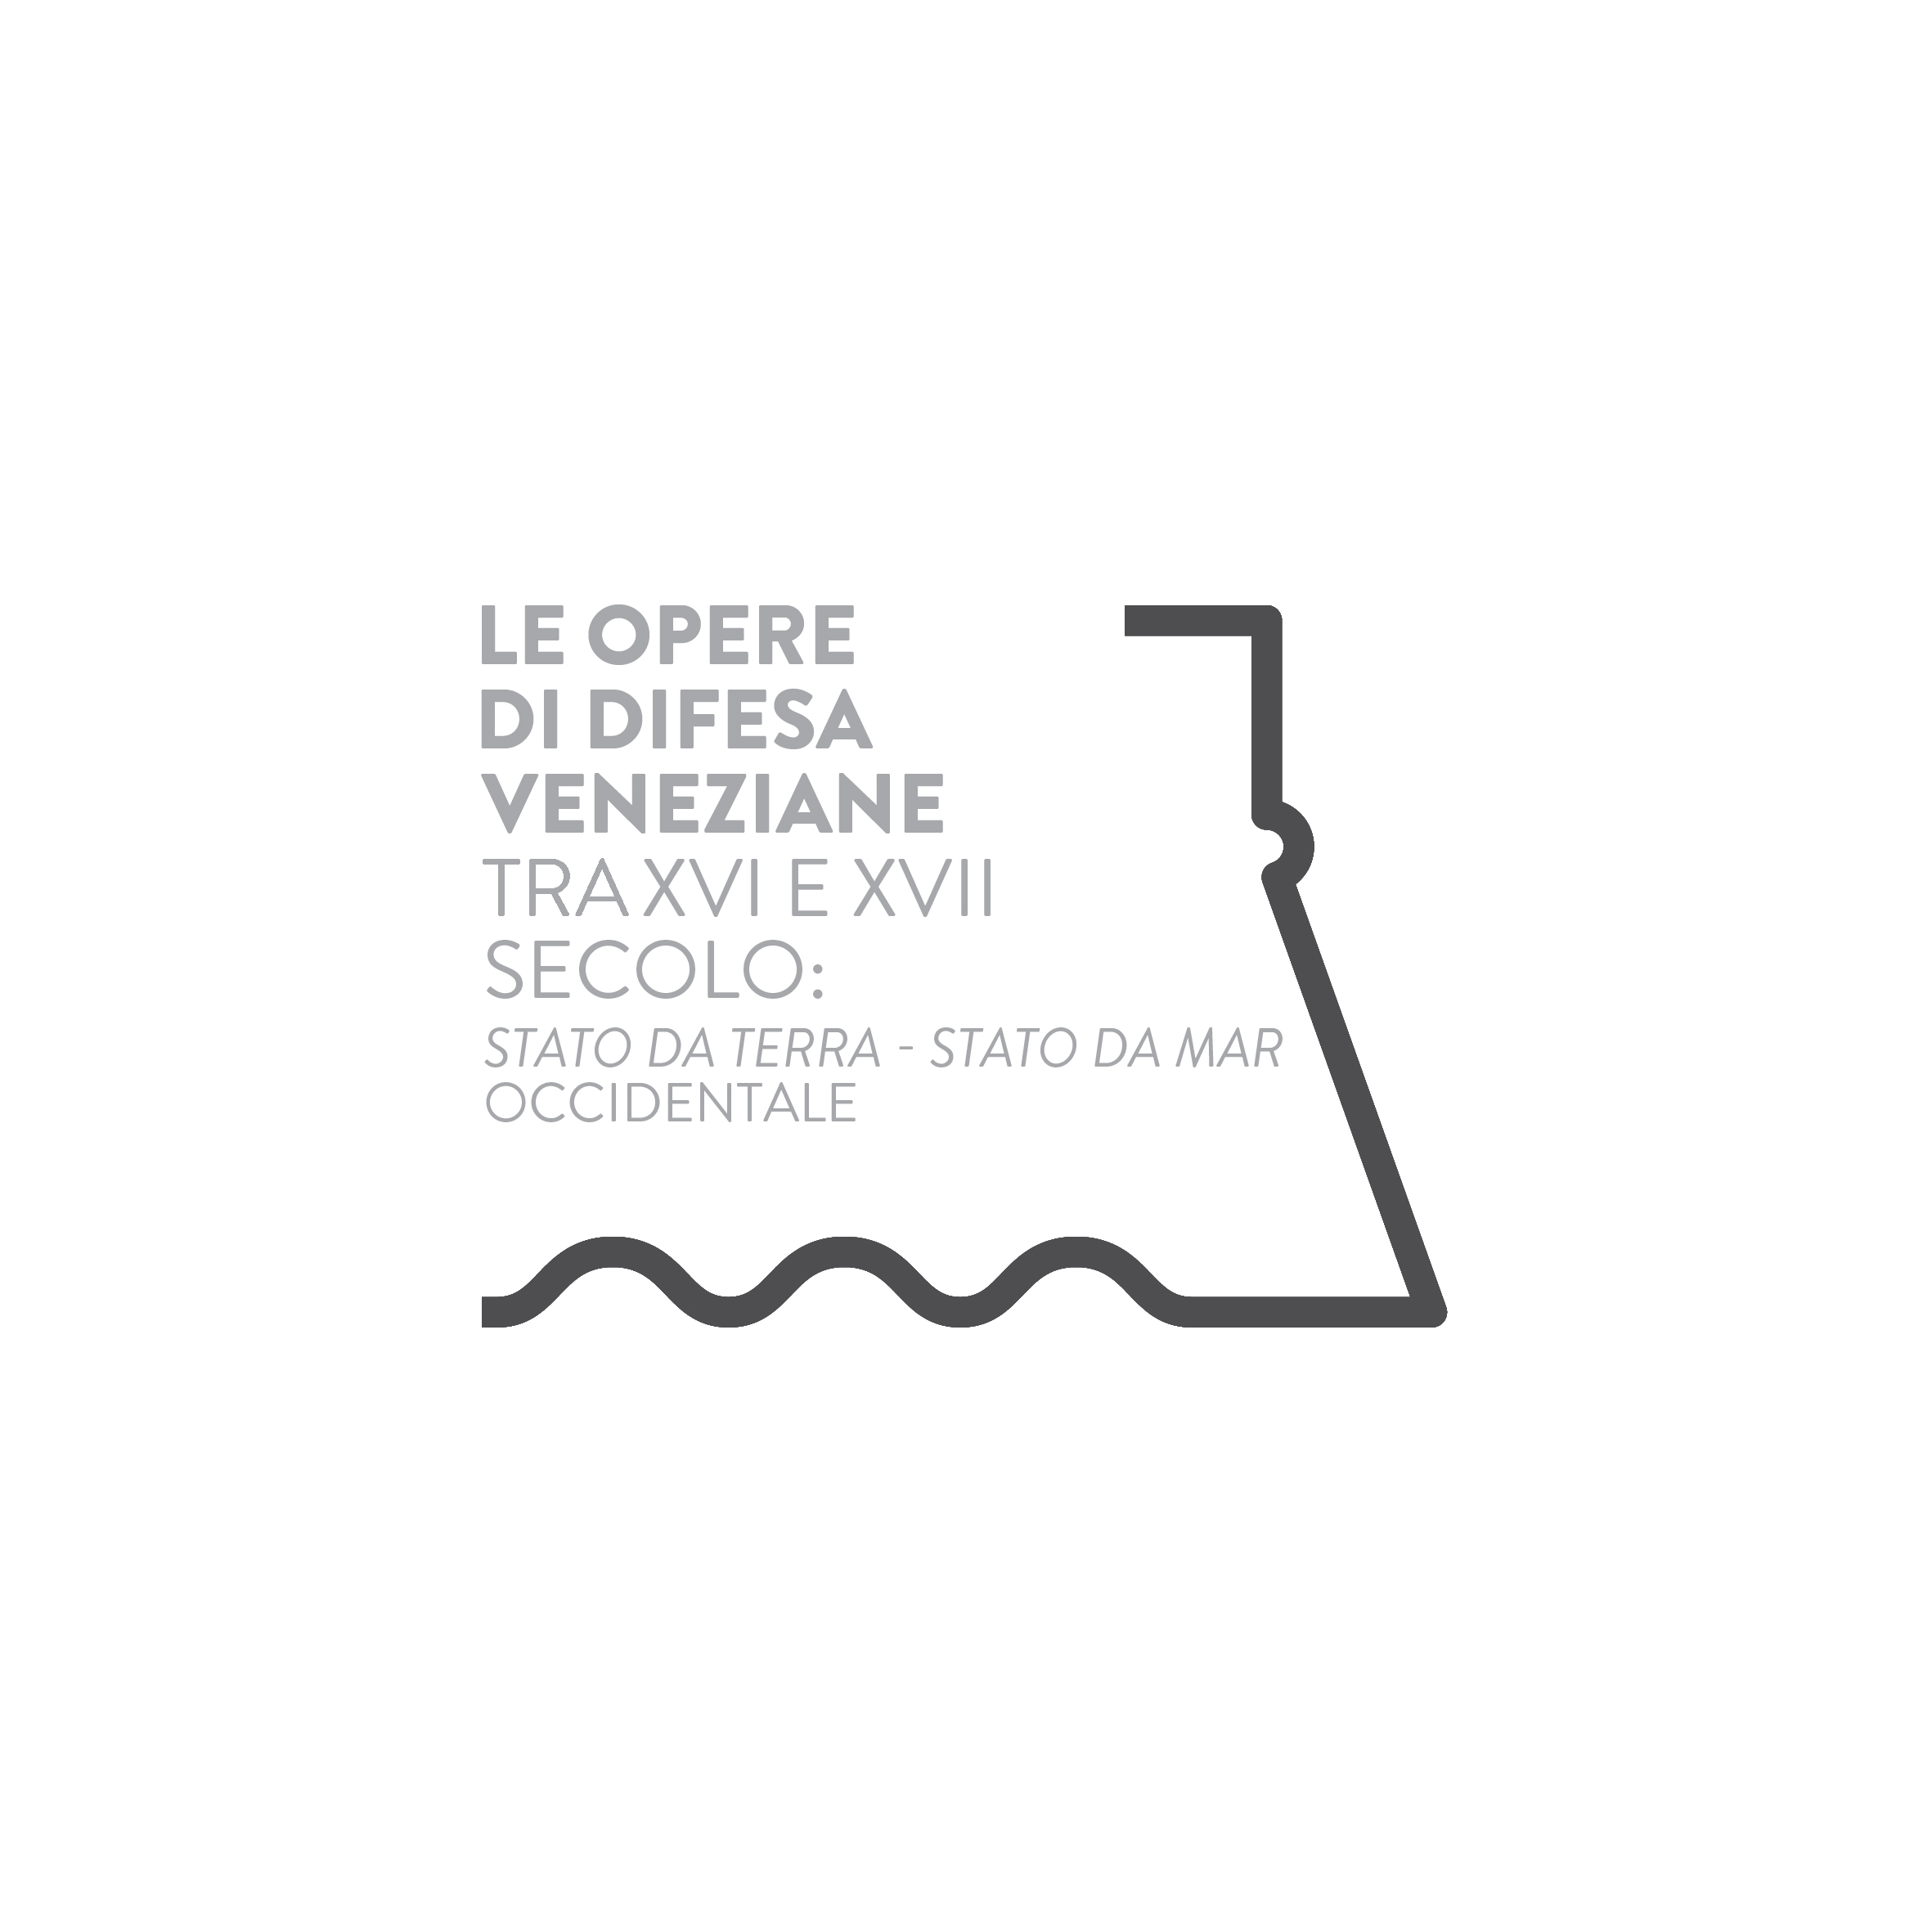 LE OPERE
DI DIFESA
VENEZIANE
TRA XVI E XVII
SECOLO:
STATO DA TERRA - STATO DA MAR
OCCIDENTALE